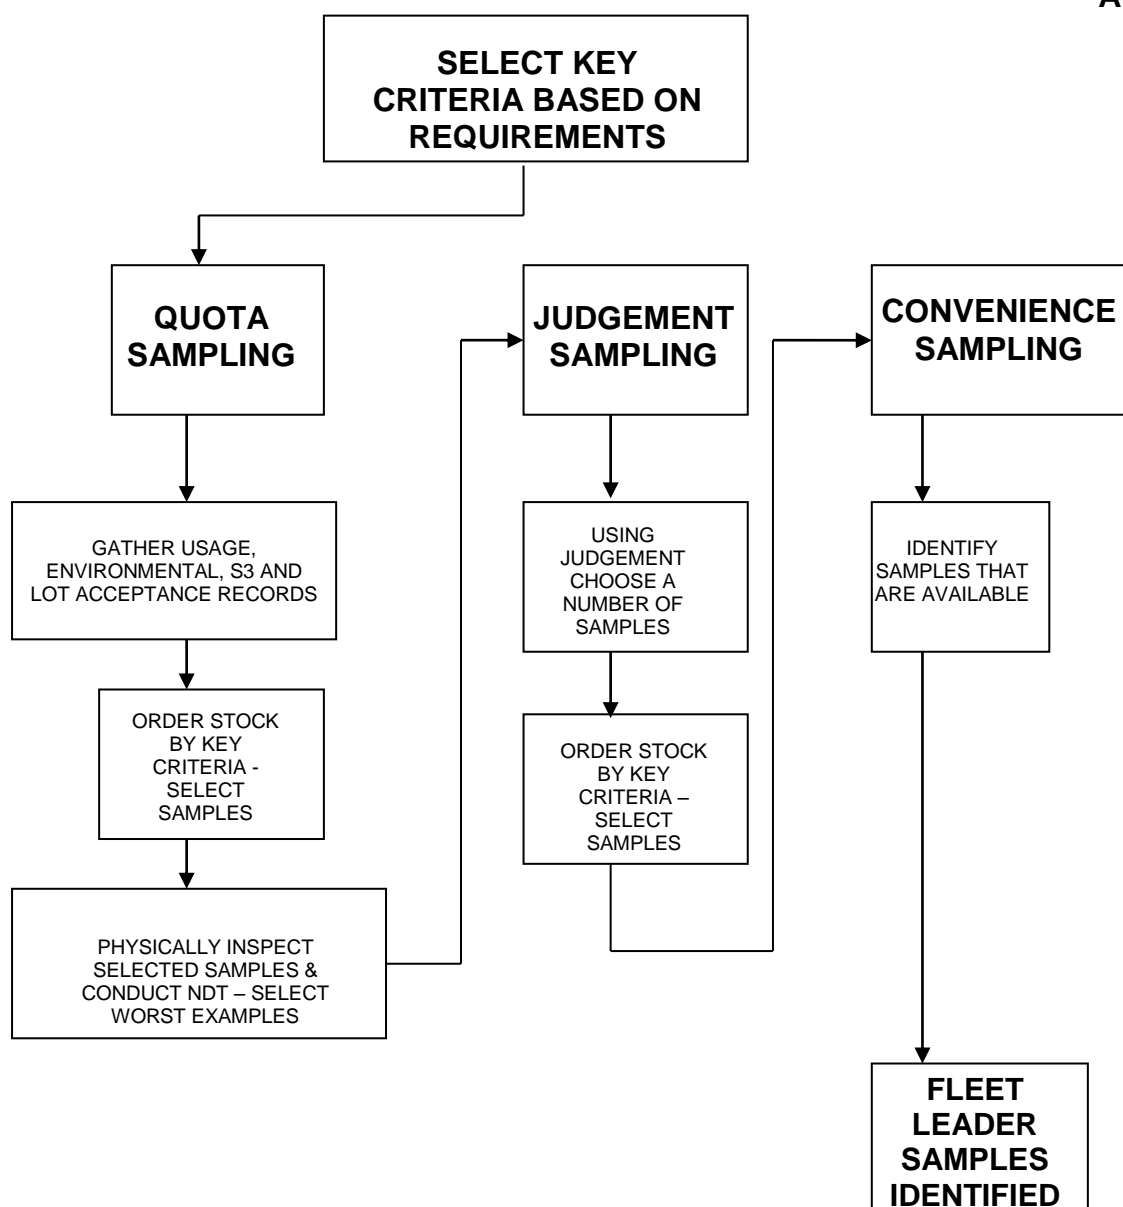 A
SELECT KEY
CRITERIA BASED ON
REQUIREMENTS
QUOTA
SAMPLING
JUDGEMENT
SAMPLING
CONVENIENCE
SAMPLING
GATHER USAGE,
ENVIRONMENTAL, S3 AND
LOT ACCEPTANCE RECORDS
USING
JUDGEMENT
CHOOSE A
NUMBER OF
SAMPLES
IDENTIFY
SAMPLES THAT
ARE AVAILABLE
ORDER STOCK
BY KEY
CRITERIA -
SELECT
SAMPLES
ORDER STOCK
BY KEY
CRITERIA –
SELECT
SAMPLES
PHYSICALLY INSPECT
SELECTED SAMPLES &
CONDUCT NDT – SELECT
WORST EXAMPLES
FLEET
LEADER
SAMPLES
IDENTIFIED